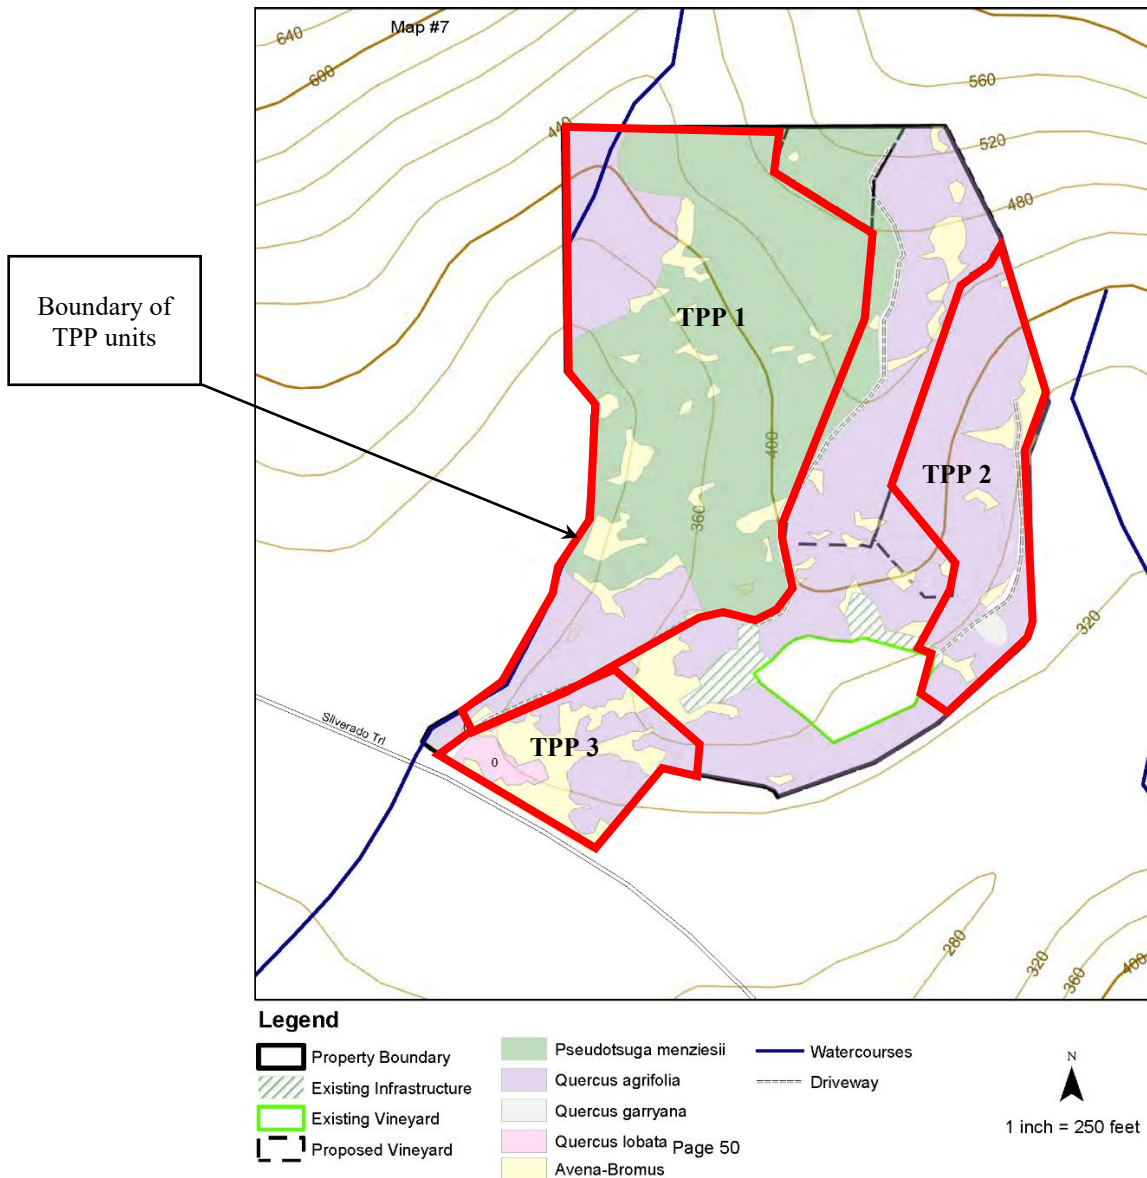 Map #7
640
600
440
560
520
480
Boundary of
TPP units
TPP 1
400
TPP 2
360
320
Silverado Trl
TPP 3
0
280
320
360
400
Legend
Property Boundary
Existing Infrastructure
Existing Vineyard
Proposed Vineyard
Pseudotsuga menziesii
Quercus agrifolia
Quercus garryana
Quercus lobata
Avena-Bromus
Page 50
Watercourses
Driveway
N
1 inch = 250 feet